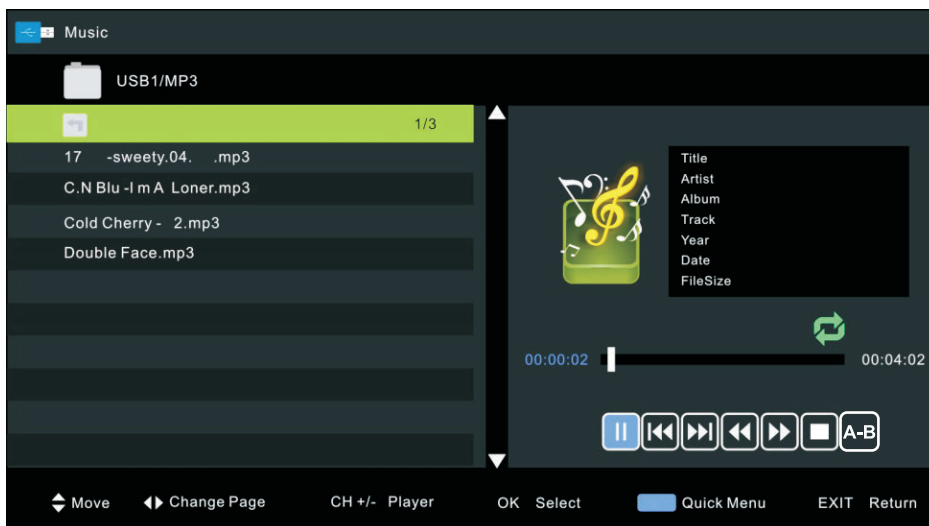 Music
USB1/MP3
1/3
17 -sweety.04. .mp3
C.N Blu -I m A Loner.mp3
Cold Cherry - 2.mp3
Double Face.mp3
Title
Artist
Album
Track
Year
Date
FileSize
00:00:02 00:04:02
A-B
Move Change Page CH +/- Player OK Select Quick Menu EXIT Return